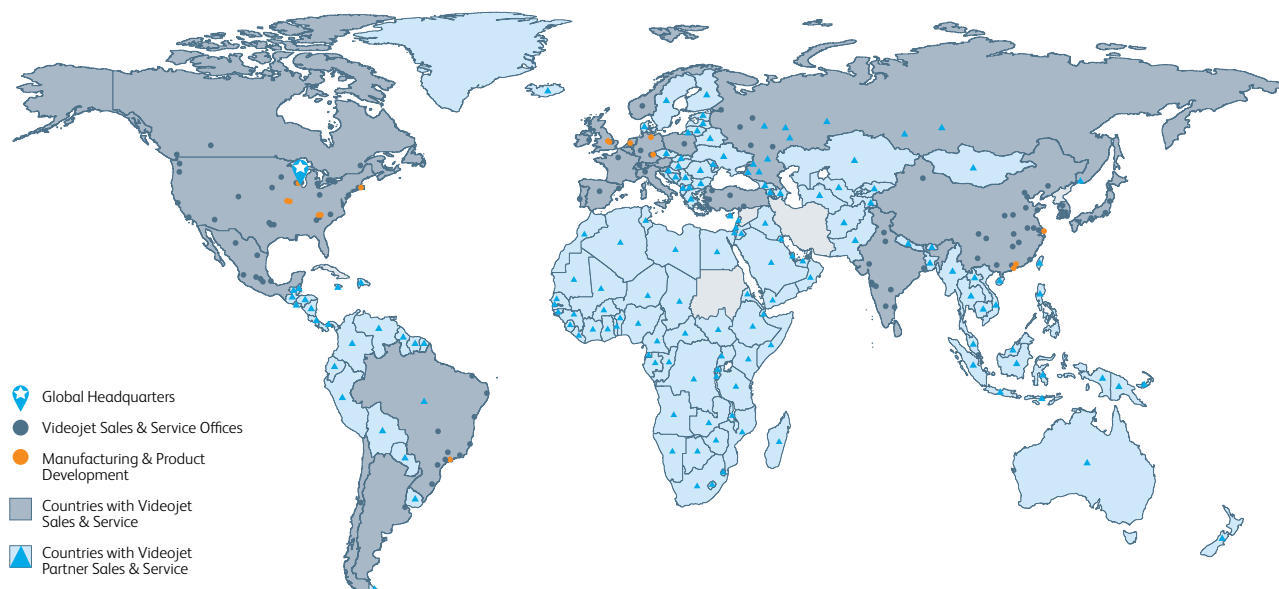 Global Headquarters
Videojet Sales & Service Offices
Manufacturing & Product
Development
Countries with Videojet
Sales & Service
Countries with Videojet
Partner Sales & Service